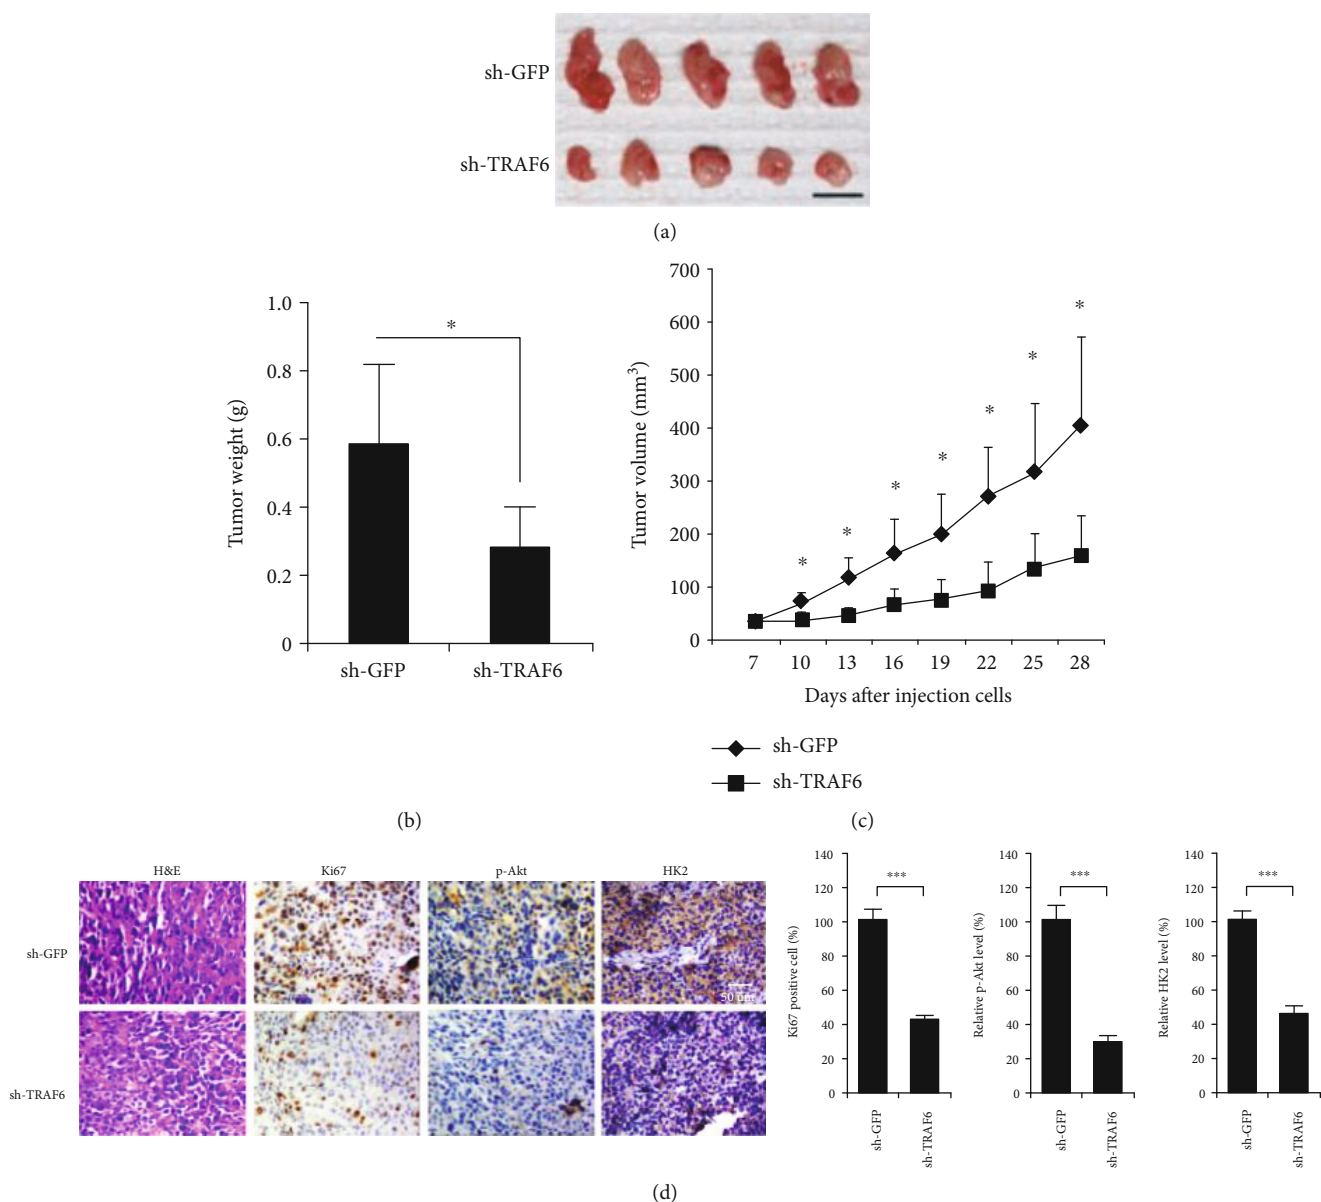 sh-GFP
sh-TRAF6
(a)
1.0
0.8
0.6
0.4
0.2
0
Tumor weight (g)
*
sh-GFP
sh-TRAF6
(b)
700
600
500
400
300
200
100
0
Tumor volume (mm³)
* * * * * * *
7 10 13 16 19 22 25 28
Days after injection cells
sh-GFP
sh-TRAF6
(c)
H&E Ki67 p-Akt HK2
sh-GFP
50 um
sh-TRAF6
140
120
100
80
60
40
20
0
Ki67 positive cell (%)
***
sh-GFP
sh-TRAF6
140
120
100
80
60
40
20
0
Relative p-Akt level (%)
***
sh-GFP
sh-TRAF6
140
120
100
80
60
40
20
0
Relative HK2 level (%)
***
sh-GFP
sh-TRAF6
(d)